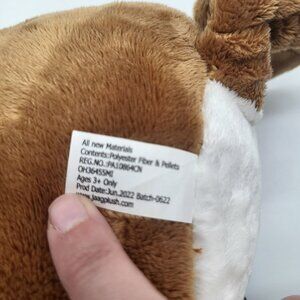 All new Materials
Contents:Polyester Fiber & Pellets
REG.NO.:PA10864CN
OH36455MI
Ages 3+ Only
Prod Date:Jun.2022 Batch-0622
www.jaagplush.com